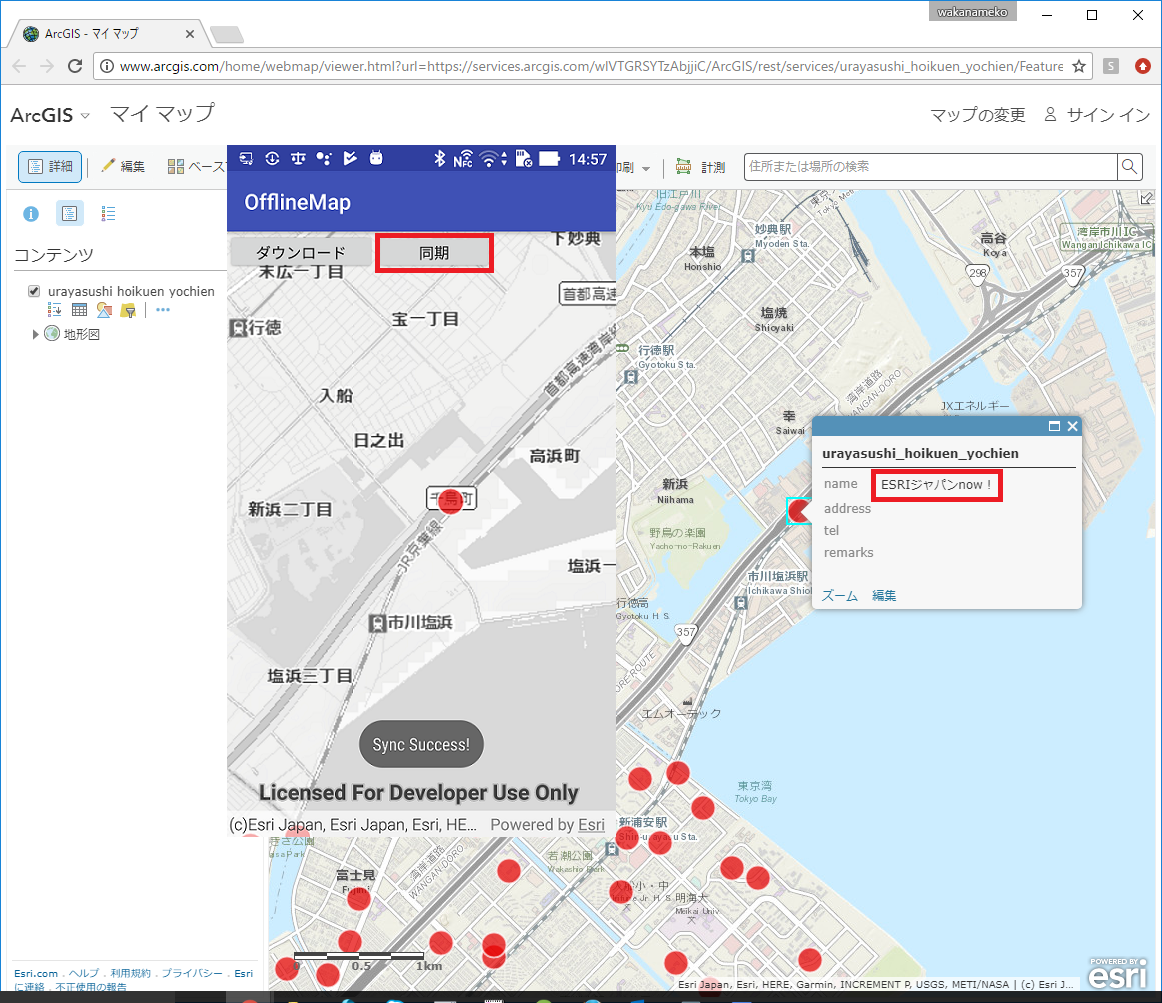 wakanameko
ArcGIS - マイ マップ
www.arcgis.com/home/webmap/viewer.html?url=https://services.arcgis.com/wlVTGRSYTzAbjjiC/ArcGIS/rest/services/urayasushi_hoikuen_yochien/Feature
S
ArcGIS マイ マップ
マップの変更 サイン イン
詳細 編集 ベース
印刷 計測 住所または場所の検索
コンテンツ
urayasushi hoikuen yochien
地形図
NFC 14:57
OfflineMap
ダウンロード 同期
下妙典
末広一丁目
首都高速
宝一丁目
行徳
首都高速湾岸線
入船
日之出
高浜町
千鳥町
新浜二丁目
JR京葉線
塩浜一
市川塩浜
塩浜三丁目
Sync Success!
Licensed For Developer Use Only
(c)Esri Japan, Esri Japan, Esri, HE... Powered by Esri
旧江戸川
Kyu Edo-gawa River
妙典駅
Myoden Sta.
本塩
Honshio
高谷
Koya
湾岸市川IC
Wangan-Ichikawa IC
298
357
塩焼
Shioyaki
行徳駅
Gyotoku Sta.
湾岸道路
WANGAN-DORO
JXエネルギー
幸
Saiwai
新浜
Niihama
野鳥の楽園
Yacho-no-Rakuen
urayasushi_hoikuen_yochien
name ESRIジャパンnow！
address
tel
remarks
ズーム 編集
市川塩浜駅
Ichikawa Shio
行徳高
Gyotoku H. S.
357
ORE ROUTE
エムオーテック
東京湾
Tokyo Bay
新浦安駅
Shin-urayasu Sta.
若潮公園
Wakashio Park
湾岸道路
WANGAN-DORO
富士見
Fujimi
入船小・中
明海大
Meikai Univ.
0.5 1km
Esri.com . ヘルプ . 利用規約 . プライバシー . Esri
に連絡 . 不正使用の報告
Esri Japan, Esri, HERE, Garmin, INCREMENT P, USGS, METI/NASA | (c) Esri J...
POWERED BY
esri